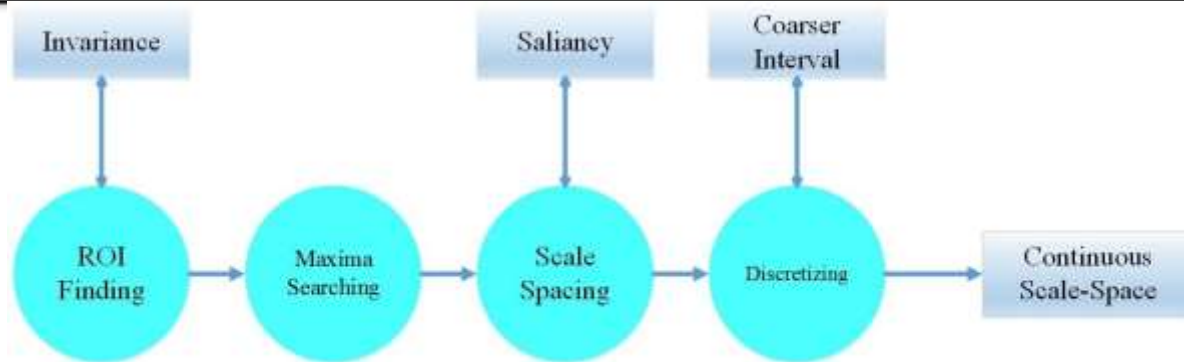 Invariance
Saliancy
Coarser
Interval
ROI
Finding
Maxima
Searching
Scale
Spacing
Discretizing
Continuous
Scale-Space